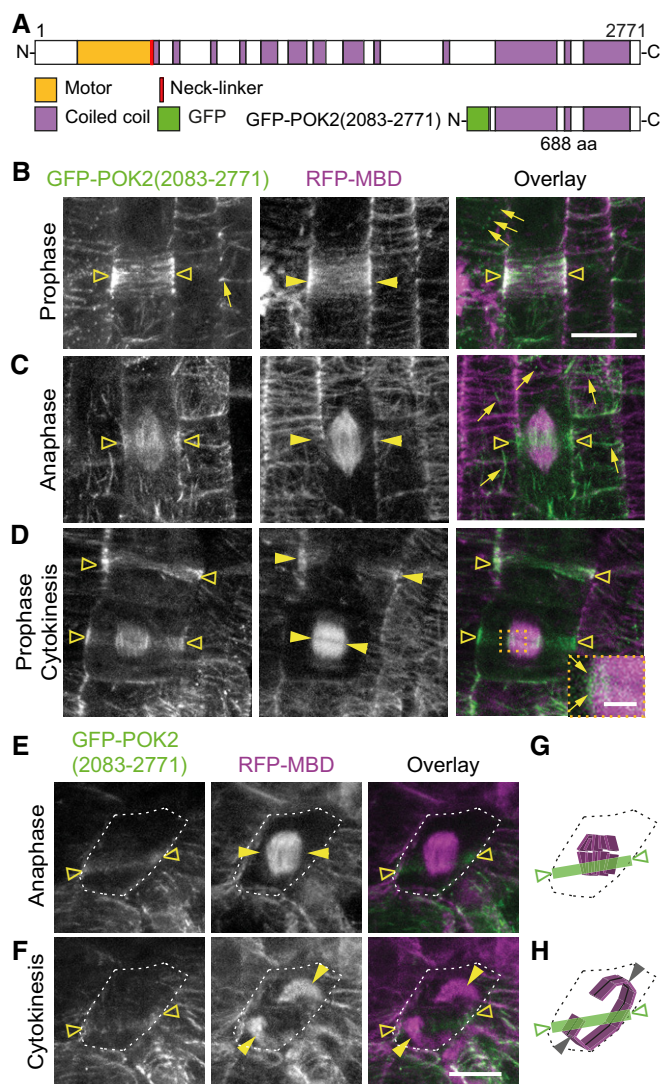 A
1 2771
N- -C
Motor Neck-linker
Coiled coil GFP GFP-POK2(2083-2771) N- -C
688 aa
B GFP-POK2(2083-2771) RFP-MBD Overlay
Prophase
C
Anaphase
D
Prophase
Cytokinesis
E GFP-POK2 RFP-MBD Overlay G
(2083-2771)
Anaphase
F H
Cytokinesis